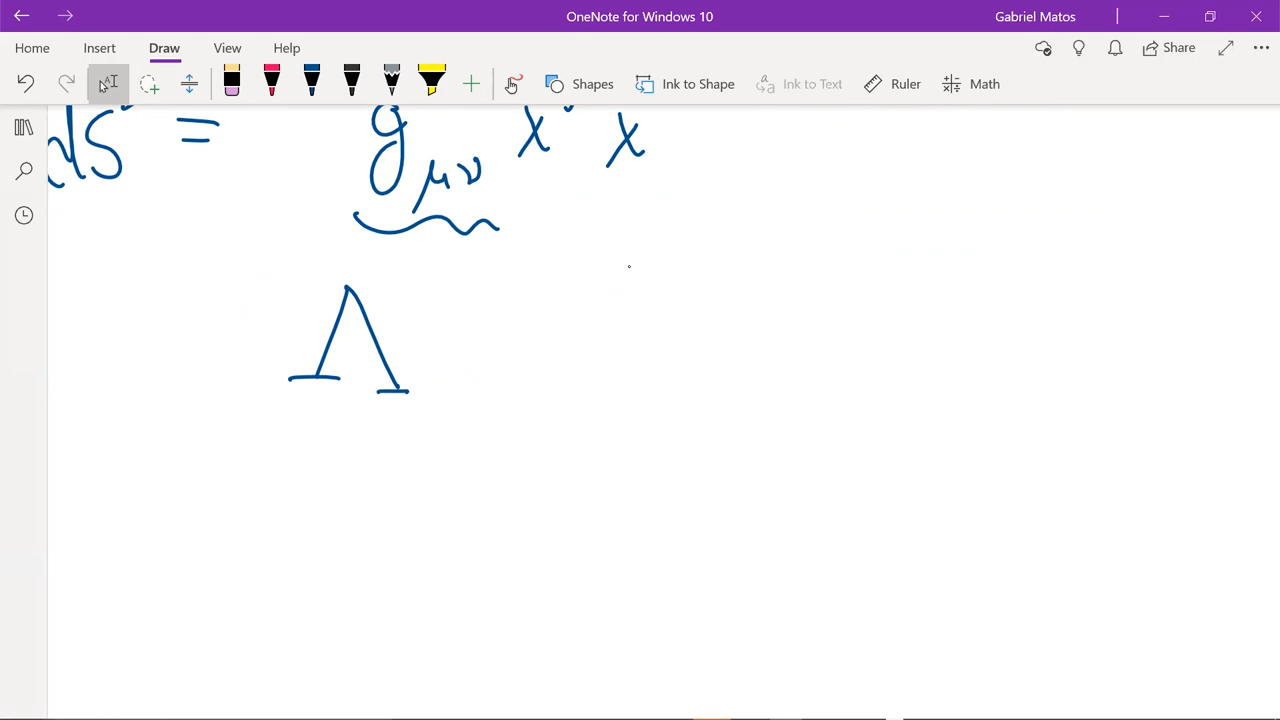 OneNote for Windows 10 Gabriel Matos
Home Insert Draw View Help Share
Shapes Ink to Shape Ink to Text Ruler Math
dS² = g_μν x x
Λ